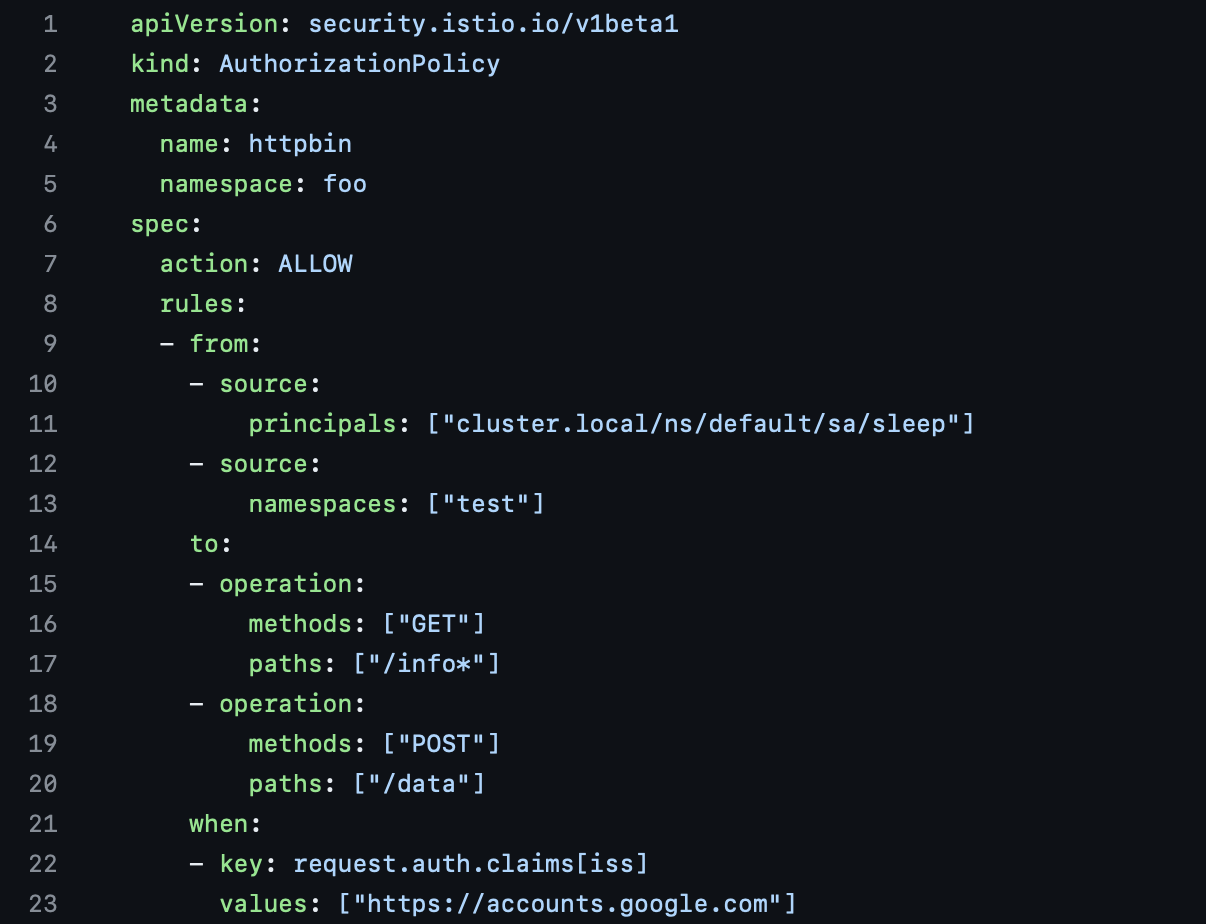 1 apiVersion: security.istio.io/v1beta1
2 kind: AuthorizationPolicy
3 metadata:
4   name: httpbin
5   namespace: foo
6 spec:
7   action: ALLOW
8   rules:
9   - from:
10     - source:
11         principals: ["cluster.local/ns/default/sa/sleep"]
12     - source:
13         namespaces: ["test"]
14     to:
15     - operation:
16         methods: ["GET"]
17         paths: ["/info*"]
18     - operation:
19         methods: ["POST"]
20         paths: ["/data"]
21     when:
22     - key: request.auth.claims[iss]
23       values: ["https://accounts.google.com"]